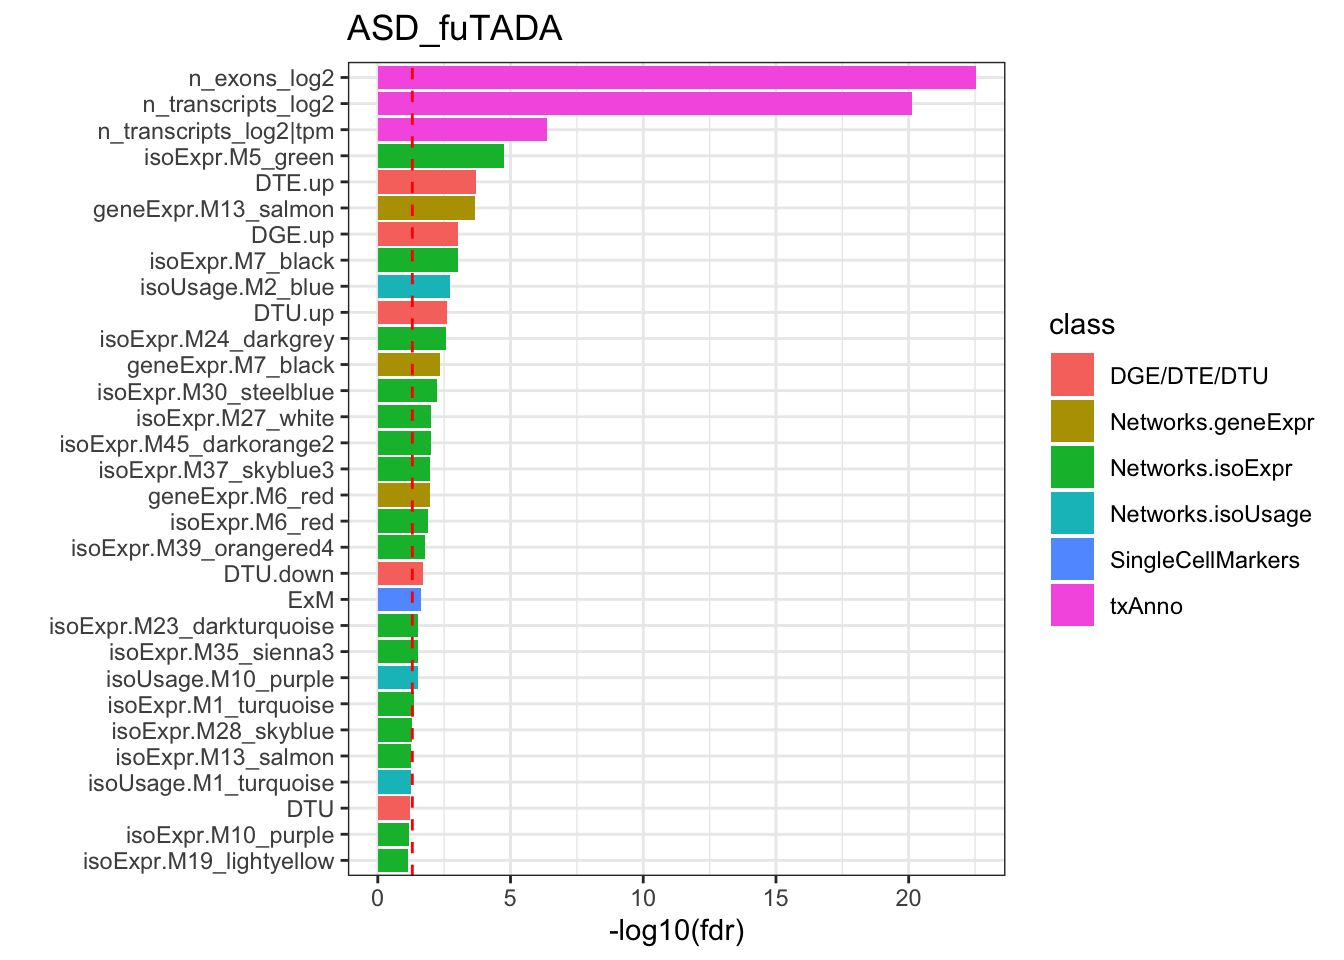 ASD_fuTADA
n_exons_log2
n_transcripts_log2
n_transcripts_log2|tpm
isoExpr.M5_green
DTE.up
geneExpr.M13_salmon
DGE.up
isoExpr.M7_black
isoUsage.M2_blue
DTU.up
isoExpr.M24_darkgrey
geneExpr.M7_black
isoExpr.M30_steelblue
isoExpr.M27_white
isoExpr.M45_darkorange2
isoExpr.M37_skyblue3
geneExpr.M6_red
isoExpr.M6_red
isoExpr.M39_orangered4
DTU.down
ExM
isoExpr.M23_darkturquoise
isoExpr.M35_sienna3
isoUsage.M10_purple
isoExpr.M1_turquoise
isoExpr.M28_skyblue
isoExpr.M13_salmon
isoUsage.M1_turquoise
DTU
isoExpr.M10_purple
isoExpr.M19_lightyellow
0 5 10 15 20
-log10(fdr)
class
DGE/DTE/DTU
Networks.geneExpr
Networks.isoExpr
Networks.isoUsage
SingleCellMarkers
txAnno